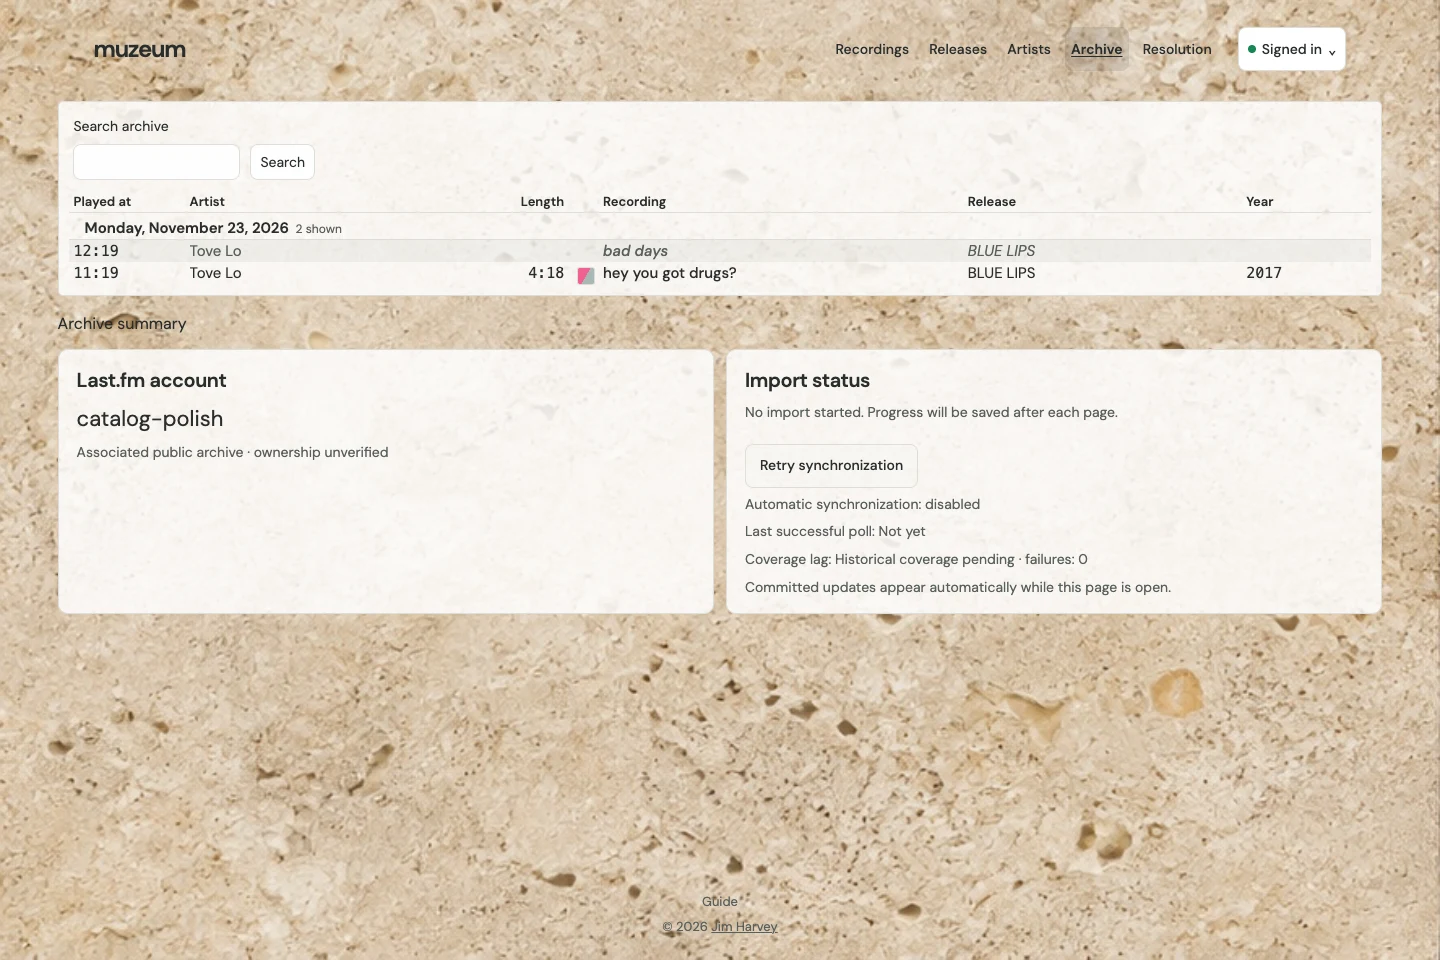 muzeum
Recordings Releases Artists Archive Resolution Signed in
Search archive
Search
Played at Artist Length Recording Release Year
Monday, November 23, 2026 2 shown
12:19 Tove Lo bad days BLUE LIPS
11:19 Tove Lo 4:18 hey you got drugs? BLUE LIPS 2017
Archive summary
Last.fm account
catalog-polish
Associated public archive · ownership unverified
Import status
No import started. Progress will be saved after each page.
Retry synchronization
Automatic synchronization: disabled
Last successful poll: Not yet
Coverage lag: Historical coverage pending · failures: 0
Committed updates appear automatically while this page is open.
Guide
© 2026 Jim Harvey